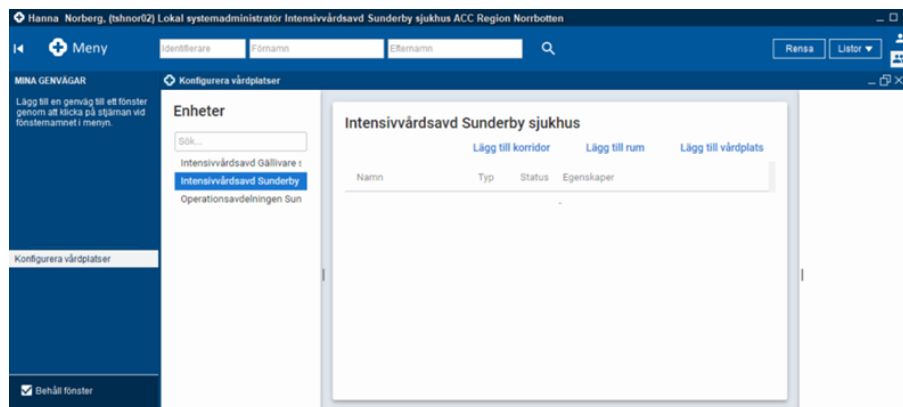 Hanna Norberg, (tshnor02) Lokal systemadministratör Intensivvårdsavd Sunderby sjukhus ACC Region Norrbotten
Meny
Identifierare
Förnamn
Efternamn
Rensa
Listor
MINA GENVÄGAR
Konfigurera vårdplatser
Lägg till en genväg till ett fönster
genom att klicka på stjärnan vid
fönsternamnet i menyn.
Enheter
Sök...
Intensivvårdsavd Gällivare s
Intensivvårdsavd Sunderby
Operationsavdelningen Sun
Intensivvårdsavd Sunderby sjukhus
Lägg till korridor Lägg till rum Lägg till vårdplats
Namn Typ Status Egenskaper
-
Konfigurera vårdplatser
Behåll fönster